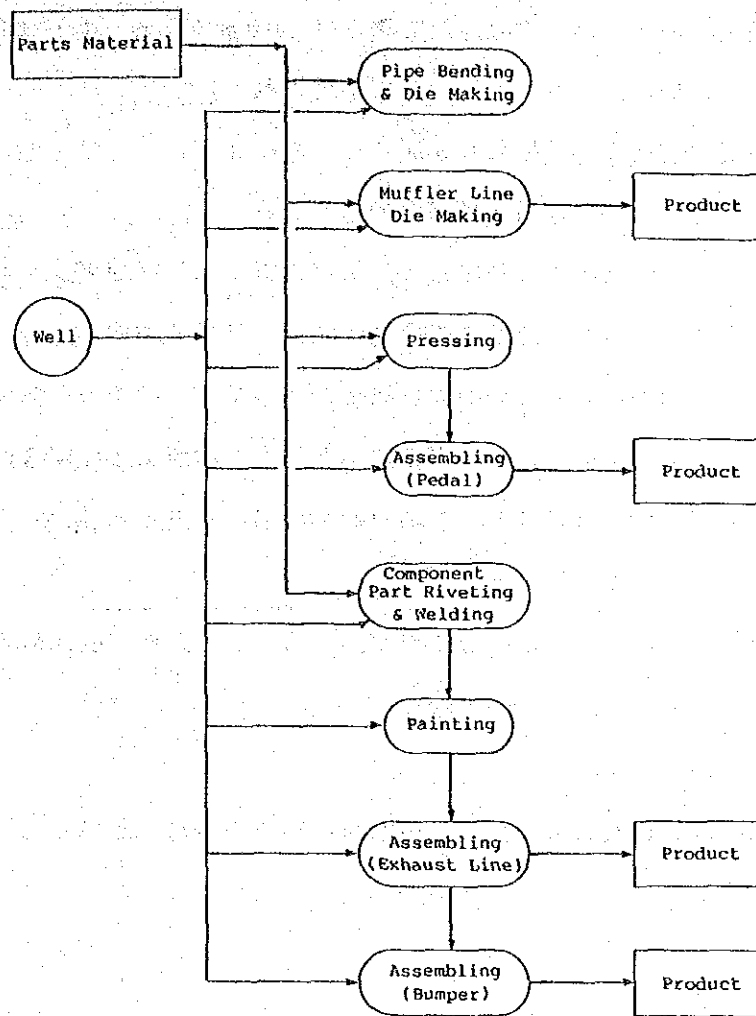 Parts Material
Pipe Bending
& Die Making
Muffler Line
Die Making
Product
Well
Pressing
Assembling
(Pedal)
Product
Component
Part Riveting
& Welding
Painting
Assembling
(Exhaust Line)
Product
Assembling
(Bumper)
Product